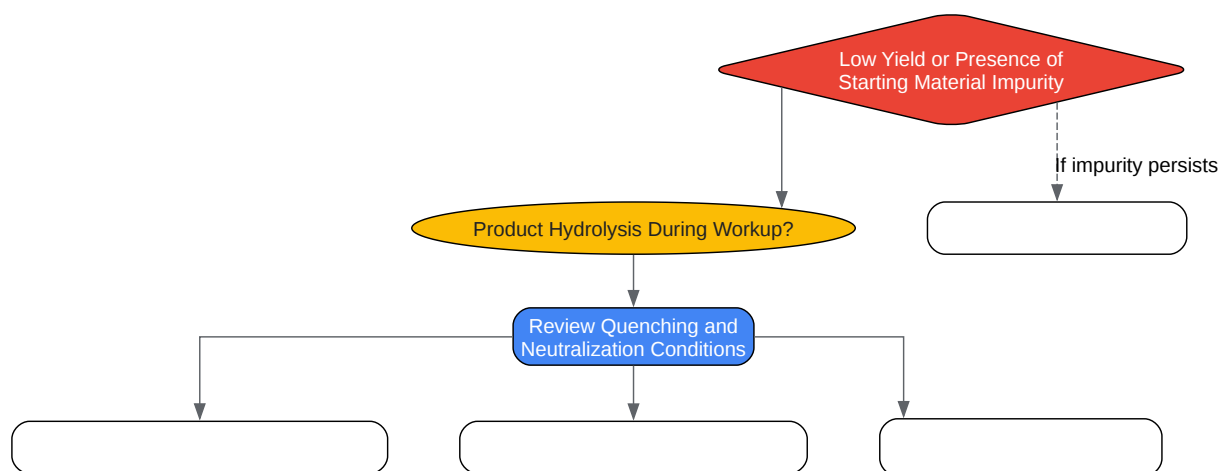 Low Yield or Presence of
Starting Material Impurity
If impurity persists
Product Hydrolysis During Workup?
Review Quenching and
Neutralization Conditions